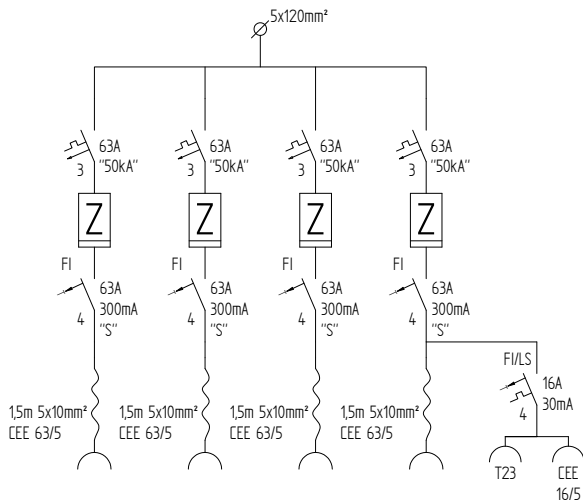 5x120mm²
63A
"50kA"
3
63A
"50kA"
3
63A
"50kA"
3
63A
"50kA"
3
Z
Z
Z
Z
FI
63A
300mA
4
"S"
FI
63A
300mA
4
"S"
FI
63A
300mA
4
"S"
FI
63A
300mA
4
"S"
FI/LS
16A
30mA
4
1,5m 5x10mm²
CEE 63/5
1,5m 5x10mm²
CEE 63/5
1,5m 5x10mm²
CEE 63/5
1,5m 5x10mm²
CEE 63/5
T23
CEE
16/5